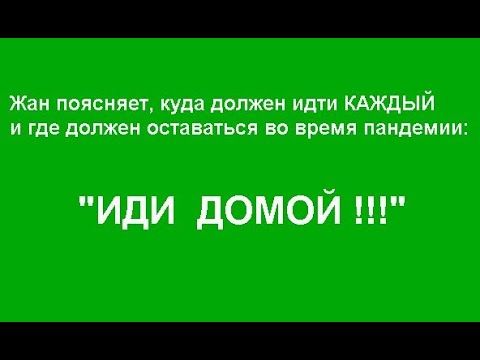 Жан поясняет, куда должен идти КАЖДЫЙ
и где должен оставаться во время пандемии:
"ИДИ ДОМОЙ !!!"